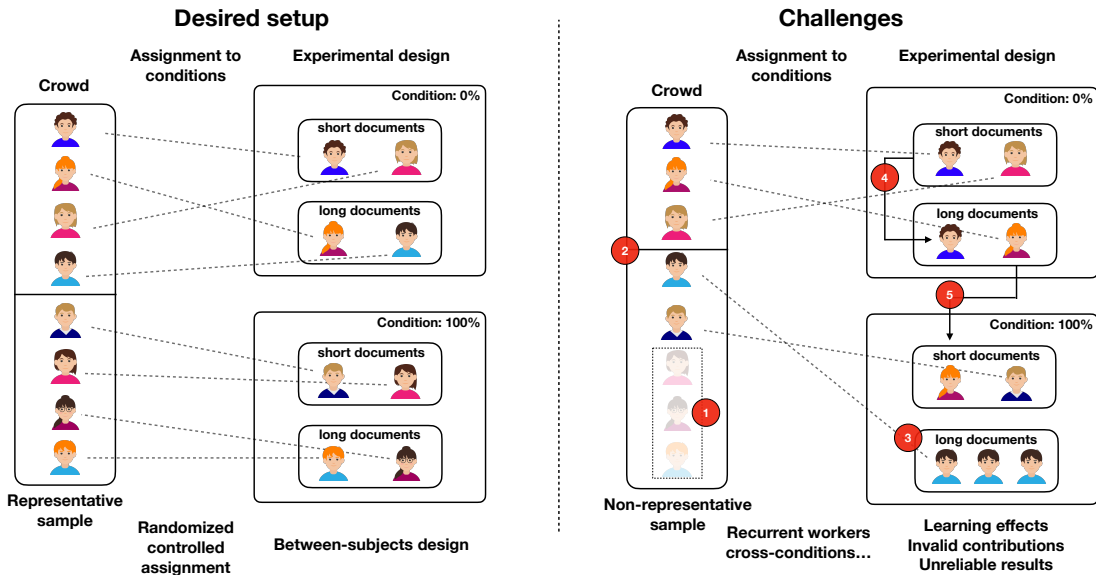 Desired setup
Assignment to
conditions
Experimental design
Crowd
Condition: 0%
short documents
long documents
Condition: 100%
short documents
long documents
Representative
sample
Randomized
controlled
assignment
Between-subjects design
Challenges
Assignment to
conditions
Experimental design
Crowd
Condition: 0%
short documents
4
long documents
2
5
Condition: 100%
short documents
1
3
long documents
Non-representative
sample
Recurrent workers
cross-conditions…
Learning effects
Invalid contributions
Unreliable results